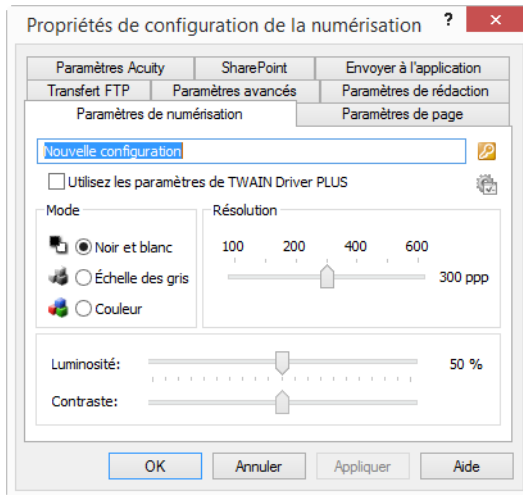 Propriétés de configuration de la numérisation ? ×
Paramètres Acuity SharePoint Envoyer à l'application
Transfert FTP Paramètres avancés Paramètres de rédaction
Paramètres de numérisation Paramètres de page
Nouvelle configuration
Utilisez les paramètres de TWAIN Driver PLUS
Mode Résolution
Noir et blanc 100 200 400 600
Échelle des gris 300 ppp
Couleur
Luminosité: 50 %
Contraste:
OK Annuler Appliquer Aide